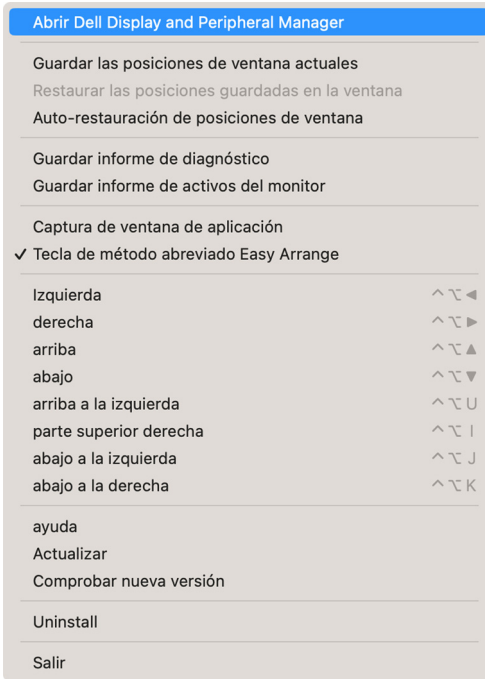 Abrir Dell Display and Peripheral Manager
Guardar las posiciones de ventana actuales
Restaurar las posiciones guardadas en la ventana
Auto-restauración de posiciones de ventana
Guardar informe de diagnóstico
Guardar informe de activos del monitor
Captura de ventana de aplicación
✓ Tecla de método abreviado Easy Arrange
Izquierda ^⌥◀
derecha ^⌥▶
arriba ^⌥▲
abajo ^⌥▼
arriba a la izquierda ^⌥U
parte superior derecha ^⌥I
abajo a la izquierda ^⌥J
abajo a la derecha ^⌥K
ayuda
Actualizar
Comprobar nueva versión
Uninstall
Salir